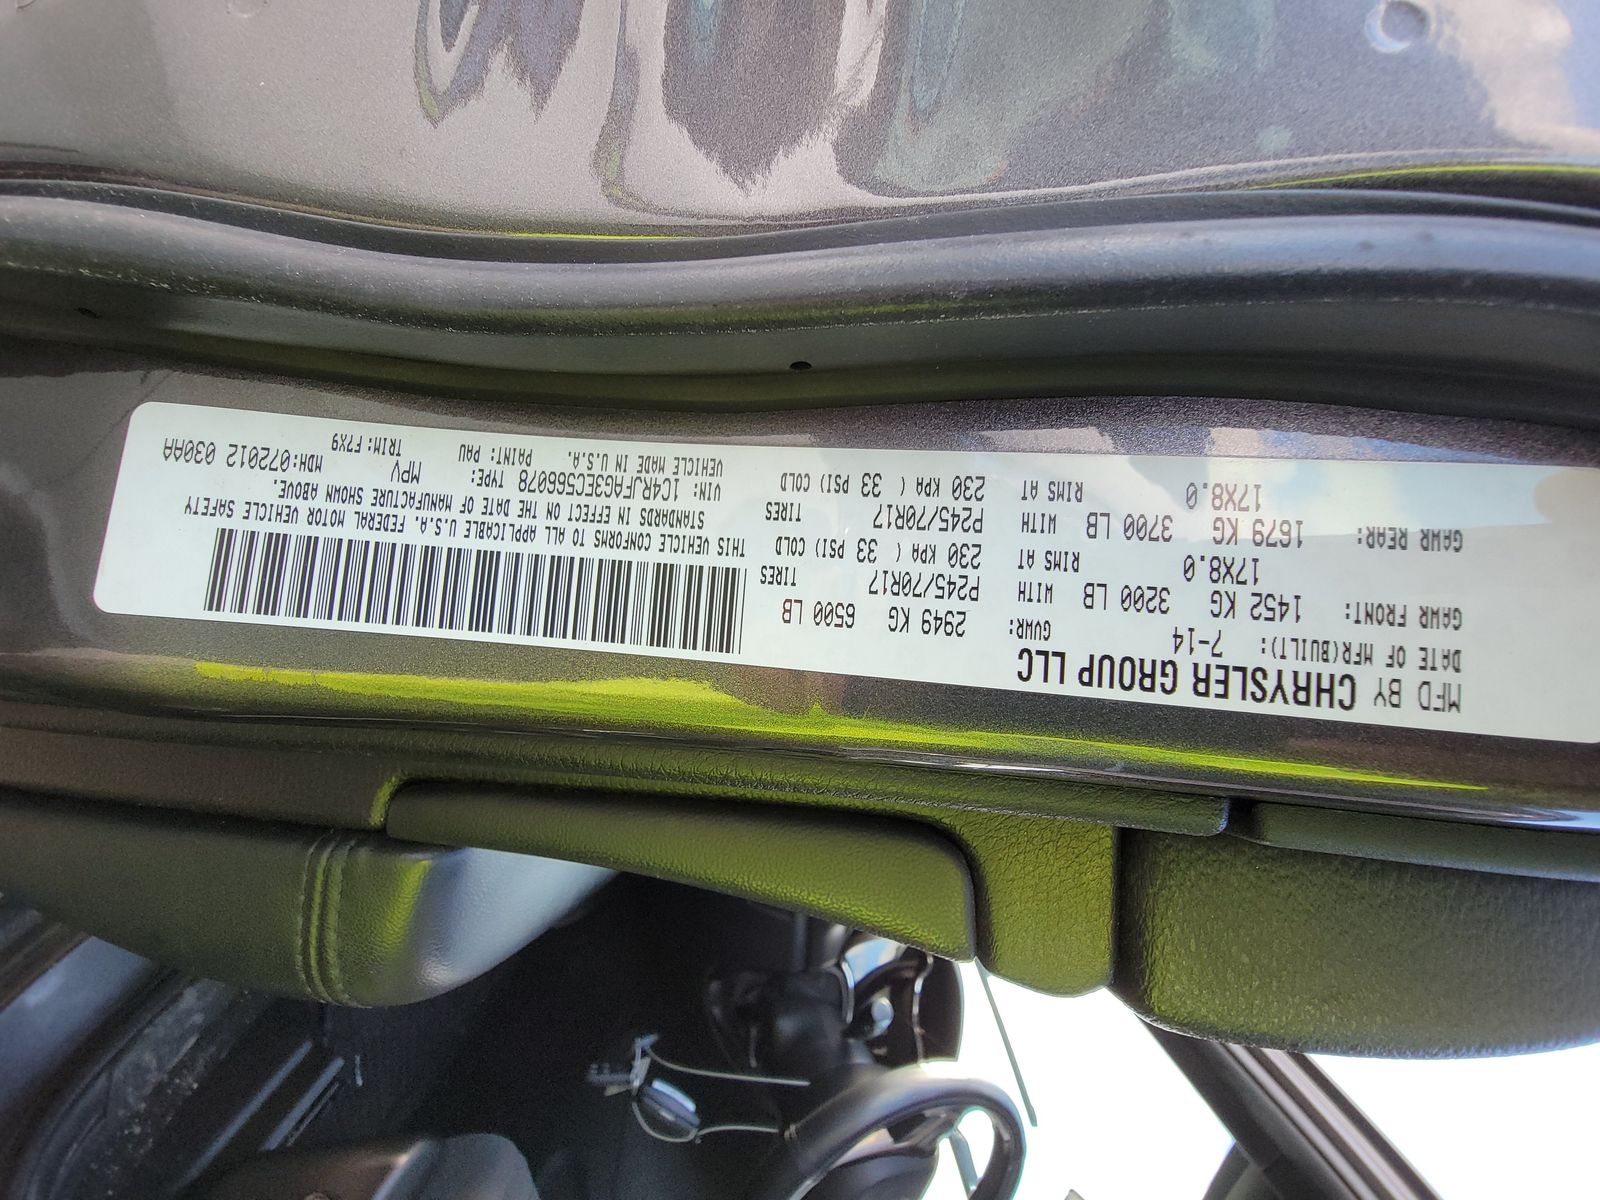 MFD BY CHRYSLER GROUP LLC
DATE OF MFR(BUILT): 7-14 GVWR: 2949 KG 6500 LB
GAWR FRONT: 1452 KG 3200 LB WITH P245/70R17 TIRES
17X8.0 RIMS AT 230 KPA ( 33 PSI) COLD
GAWR REAR: 1679 KG 3700 LB WITH P245/70R17 TIRES
17X8.0 RIMS AT 230 KPA ( 33 PSI) COLD
THIS VEHICLE CONFORMS TO ALL APPLICABLE U.S.A. FEDERAL MOTOR VEHICLE SAFETY
STANDARDS IN EFFECT ON THE DATE OF MANUFACTURE SHOWN ABOVE.
VIN: 1C4RJFAG3EC566078 TYPE: MPV MDH:072012 030AA
VEHICLE MADE IN U.S.A. PAINT: PAU TRIM:F7X9